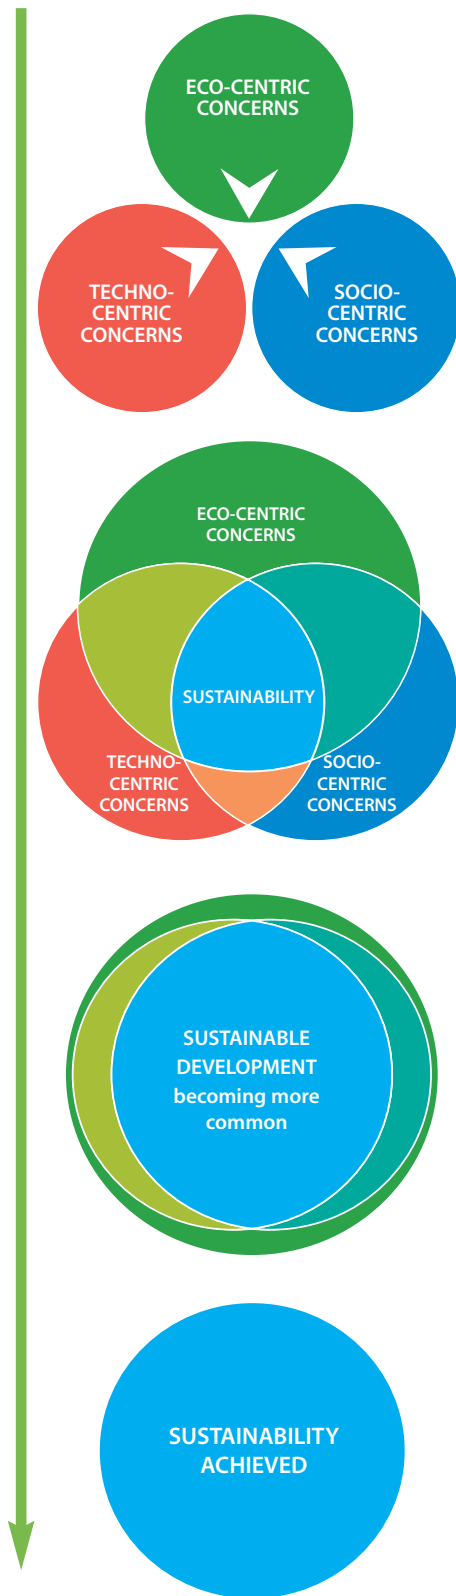 ECO-CENTRIC
CONCERNS
TECHNO-
CENTRIC
CONCERNS
SOCIO-
CENTRIC
CONCERNS
ECO-CENTRIC
CONCERNS
SUSTAINABILITY
TECHNO-
CENTRIC
CONCERNS
SOCIO-
CENTRIC
CONCERNS
SUSTAINABLE
DEVELOPMENT
becoming more
common
SUSTAINABILITY
ACHIEVED